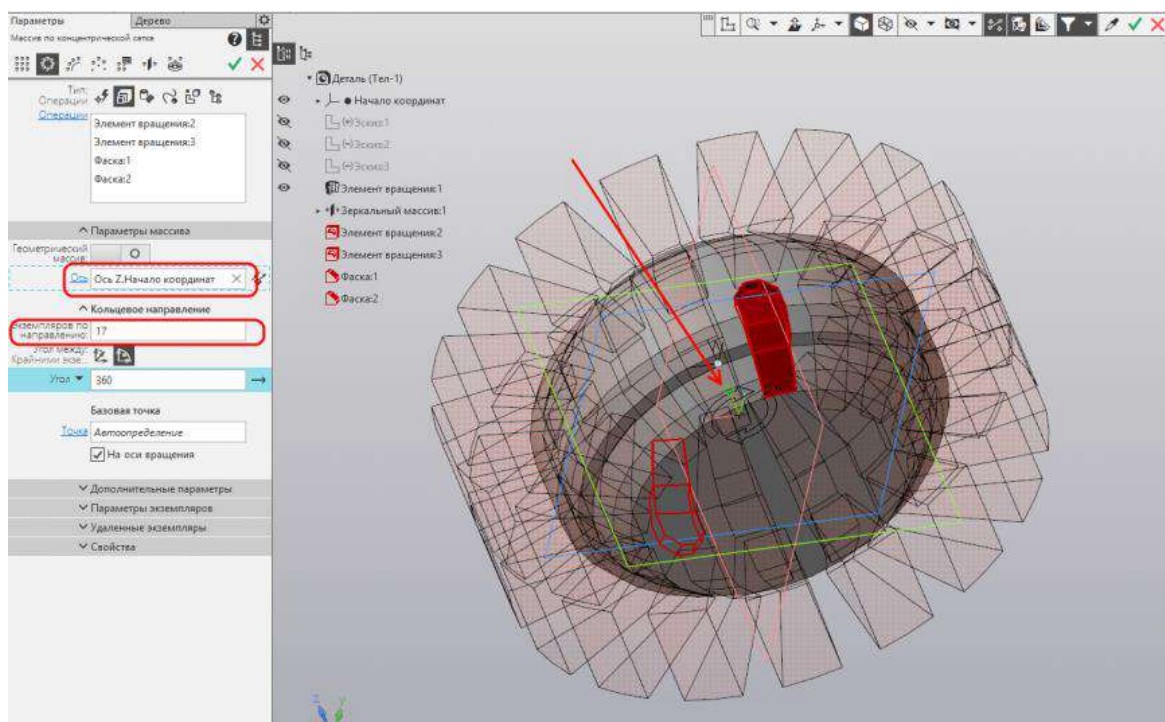 Параметры
Дерево
Массив по концентрической сетке
Тип:
Операции
Операции
Элемент вращения:2
Элемент вращения:3
Фаска:1
Фаска:2
Параметры массива
Геометрический
массив:
Ось
Ось Z.Начало координат
Кольцевое направление
Экземпляров по
направлению:
17
Угол между:
Крайними экзе...
Угол
360
Базовая точка
Точка
Автоопределение
На оси вращения
Дополнительные параметры
Параметры экземпляров
Удаленные экземпляры
Свойства
Деталь (Тел-1)
Начало координат
(+)Эскиз:1
(+)Эскиз:2
(+)Эскиз:3
Элемент вращения:1
Зеркальный массив:1
Элемент вращения:2
Элемент вращения:3
Фаска:1
Фаска:2
Z
Y